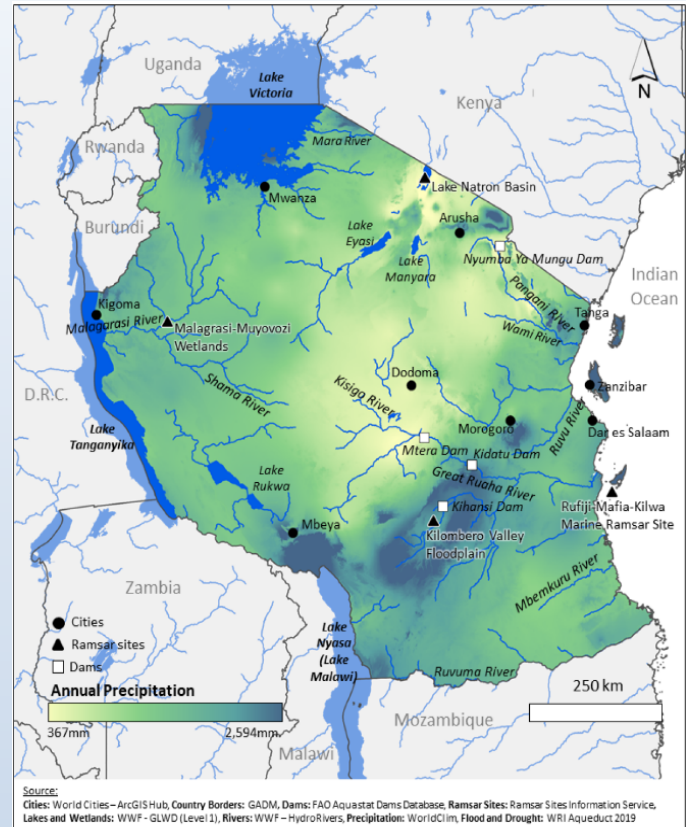 Uganda
Lake
Victoria
Kenya
N
Rwanda
Mara River
Lake Natron Basin
Mwanza
Burundi
Lake
Eyasi
Arusha
Lake
Manyara
Nyumba Ya Mungu Dam
Indian
Ocean
Kigoma
Malagarasi River
Malagrasi-Muyovozi
Wetlands
Pangani River
Tanga
Wami River
D.R.C.
Shama River
Dodoma
Kisigo River
Zanzibar
Morogoro
Ruvu River
Dar es Salaam
Lake
Tanganyika
Mtera Dam
Kidatu Dam
Great Ruaha River
Lake
Rukwa
Kihansi Dam
Rufiji-Mafia-Kilwa
Marine Ramsar Site
Mbeya
Kilombero Valley
Floodplain
Zambia
Mbemkuru River
Cities
Ramsar sites
Dams
Lake
Nyasa
(Lake
Malawi)
Ruvuma River
Annual Precipitation
367mm
2,594mm
250 km
Mozambique
Malawi
Source:
Cities: World Cities – ArcGIS Hub, Country Borders: GADM, Dams: FAO Aquastat Dams Database, Ramsar Sites: Ramsar Sites Information Service,
Lakes and Wetlands: WWF - GLWD (Level 1), Rivers: WWF – HydroRivers, Precipitation: WorldClim, Flood and Drought: WRI Aqueduct 2019